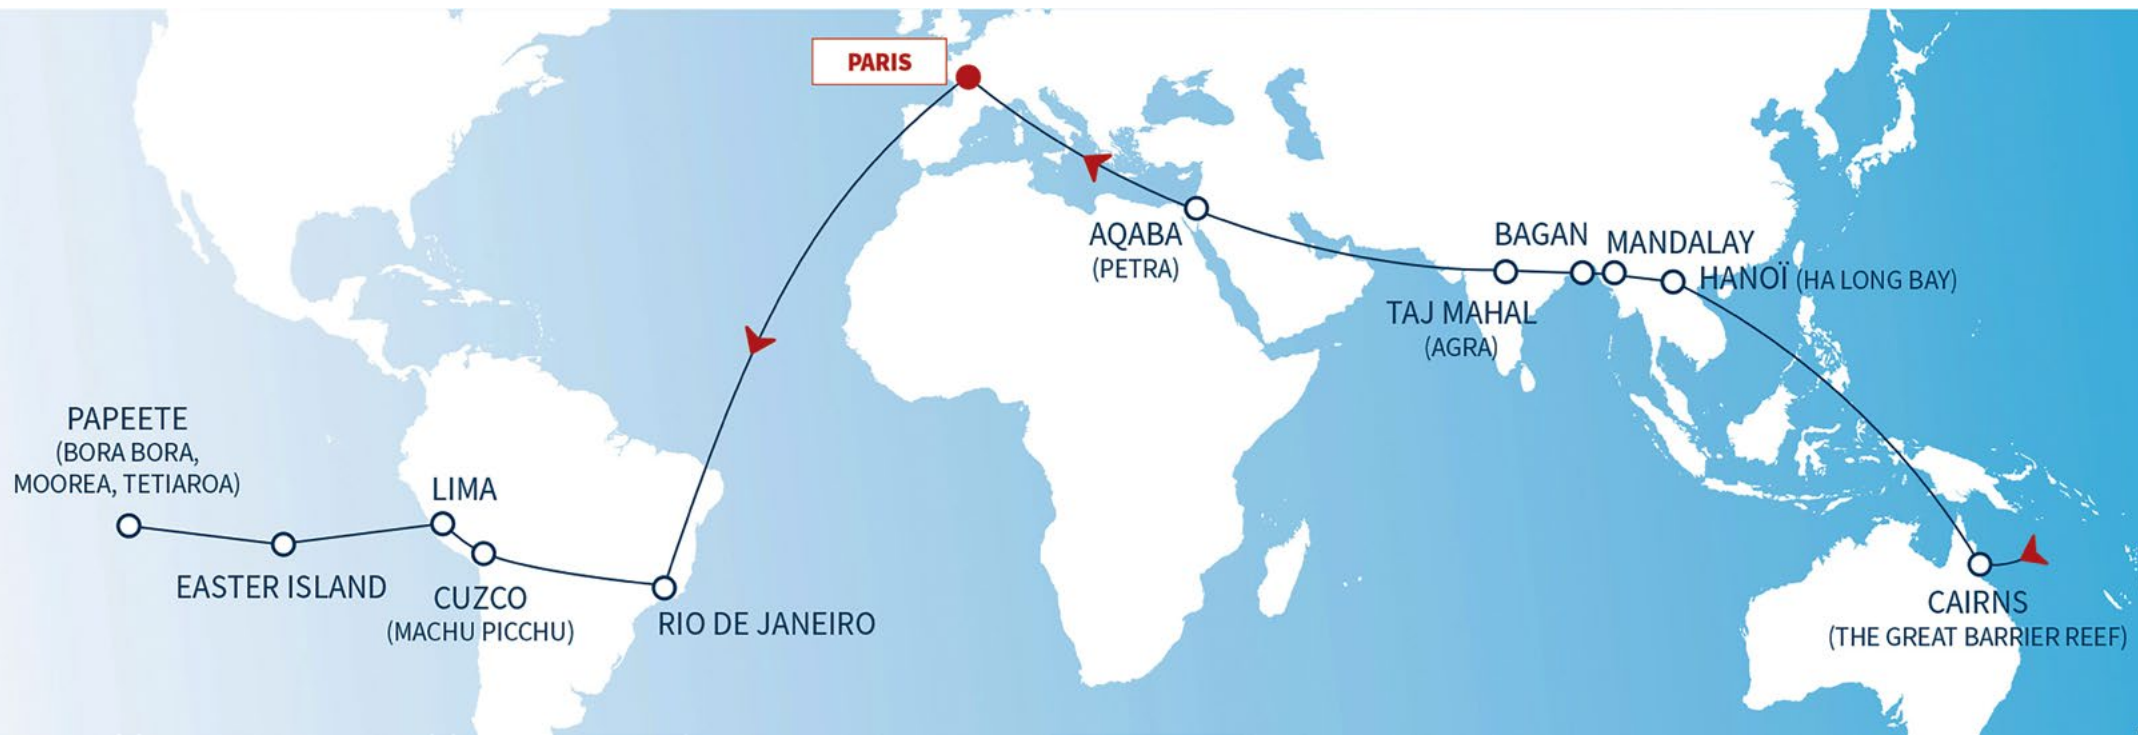 PARIS
AQABA
(PETRA)
BAGAN
MANDALAY
HANOÏ (HA LONG BAY)
TAJ MAHAL
(AGRA)
PAPEETE
(BORA BORA,
MOOREA, TETIAROA)
LIMA
EASTER ISLAND
CUZCO
(MACHU PICCHU)
RIO DE JANEIRO
CAIRNS
(THE GREAT BARRIER REEF)